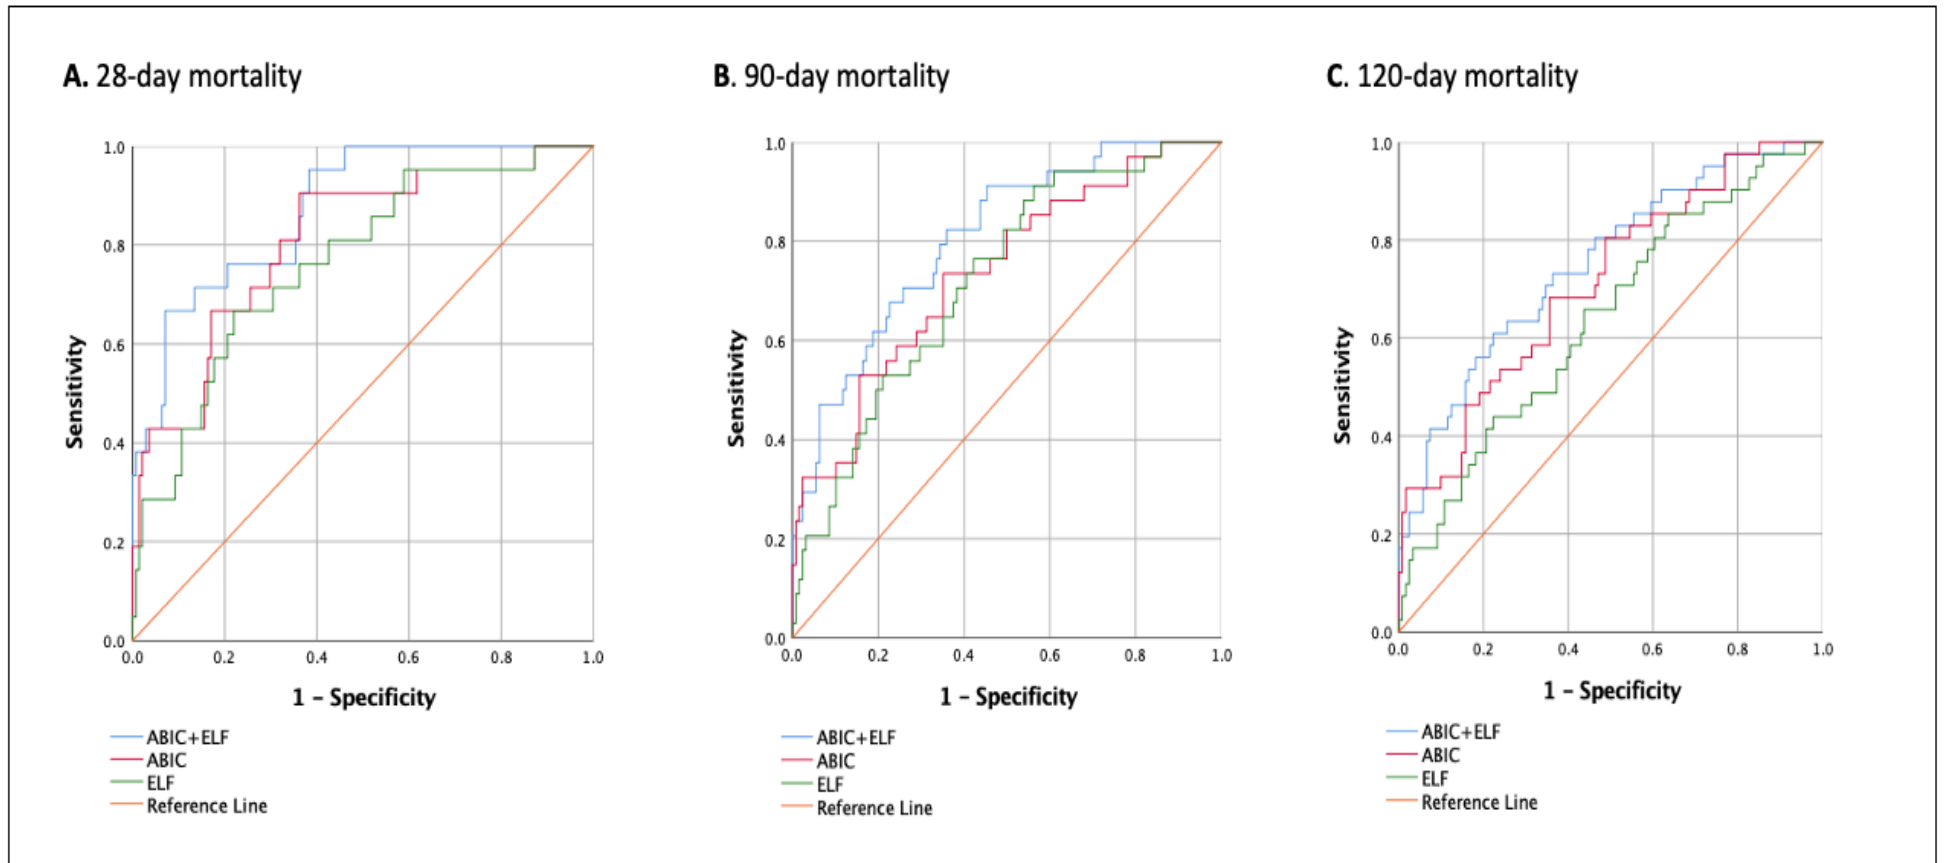 A. 28-day mortality
1.0
0.8
0.6
0.4
0.2
0.0
Sensitivity
0.0 0.2 0.4 0.6 0.8 1.0
1 – Specificity
ABIC+ELF
ABIC
ELF
Reference Line
B. 90-day mortality
1.0
0.8
0.6
0.4
0.2
0.0
Sensitivity
0.0 0.2 0.4 0.6 0.8 1.0
1 – Specificity
ABIC+ELF
ABIC
ELF
Reference Line
C. 120-day mortality
1.0
0.8
0.6
0.4
0.2
0.0
Sensitivity
0.0 0.2 0.4 0.6 0.8 1.0
1 – Specificity
ABIC+ELF
ABIC
ELF
Reference Line